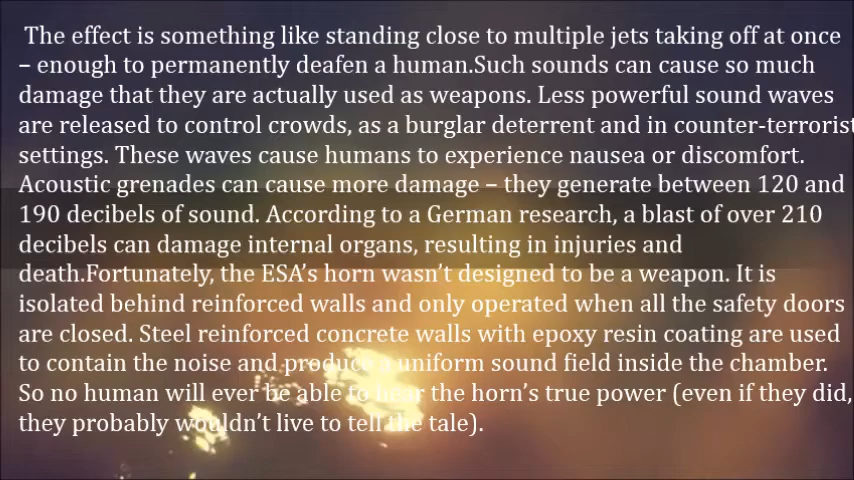 The effect is something like standing close to multiple jets taking off at once
– enough to permanently deafen a human.Such sounds can cause so much
damage that they are actually used as weapons. Less powerful sound waves
are released to control crowds, as a burglar deterrent and in counter-terrorist
settings. These waves cause humans to experience nausea or discomfort.
Acoustic grenades can cause more damage – they generate between 120 and
190 decibels of sound. According to a German research, a blast of over 210
decibels can damage internal organs, resulting in injuries and
death.Fortunately, the ESA’s horn wasn’t designed to be a weapon. It is
isolated behind reinforced walls and only operated when all the safety doors
are closed. Steel reinforced concrete walls with epoxy resin coating are used
to contain the noise and produce a uniform sound field inside the chamber.
So no human will ever be able to hear the horn’s true power (even if they did,
they probably wouldn’t live to tell the tale).